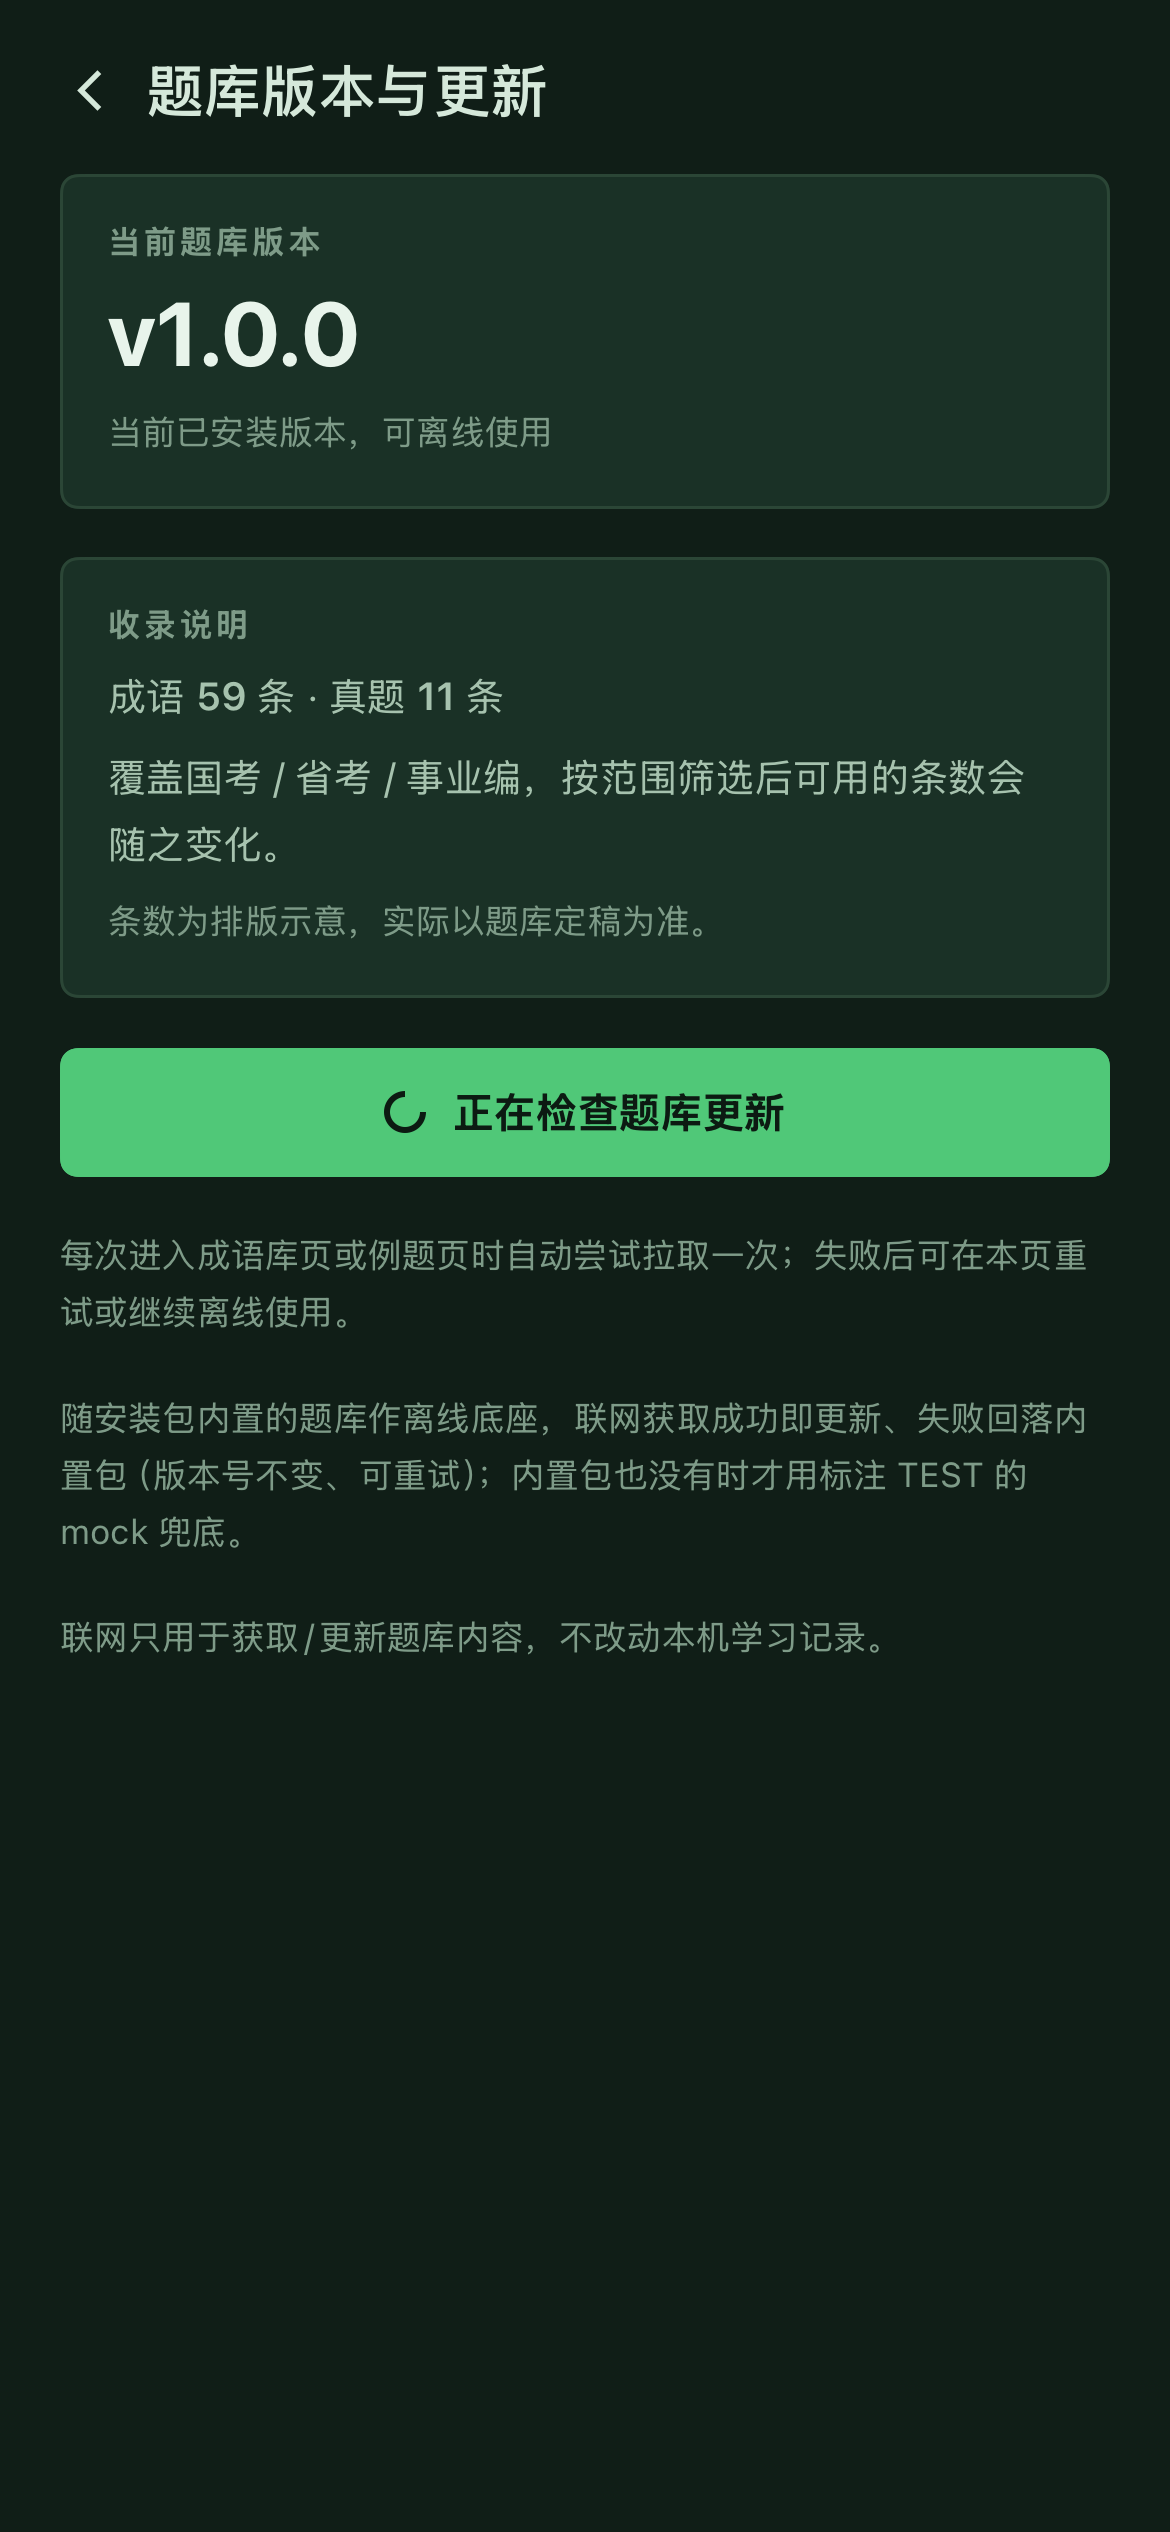 题库版本与更新
当前题库版本
v1.0.0
当前已安装版本，可离线使用
收录说明
成语 59 条 · 真题 11 条
覆盖国考 / 省考 / 事业编，按范围筛选后可用的条数会
随之变化。
条数为排版示意，实际以题库定稿为准。
正在检查题库更新
每次进入成语库页或例题页时自动尝试拉取一次；失败后可在本页重
试或继续离线使用。
随安装包内置的题库作离线底座，联网获取成功即更新、失败回落内
置包 (版本号不变、可重试)；内置包也没有时才用标注 TEST 的
mock 兜底。
联网只用于获取/更新题库内容，不改动本机学习记录。